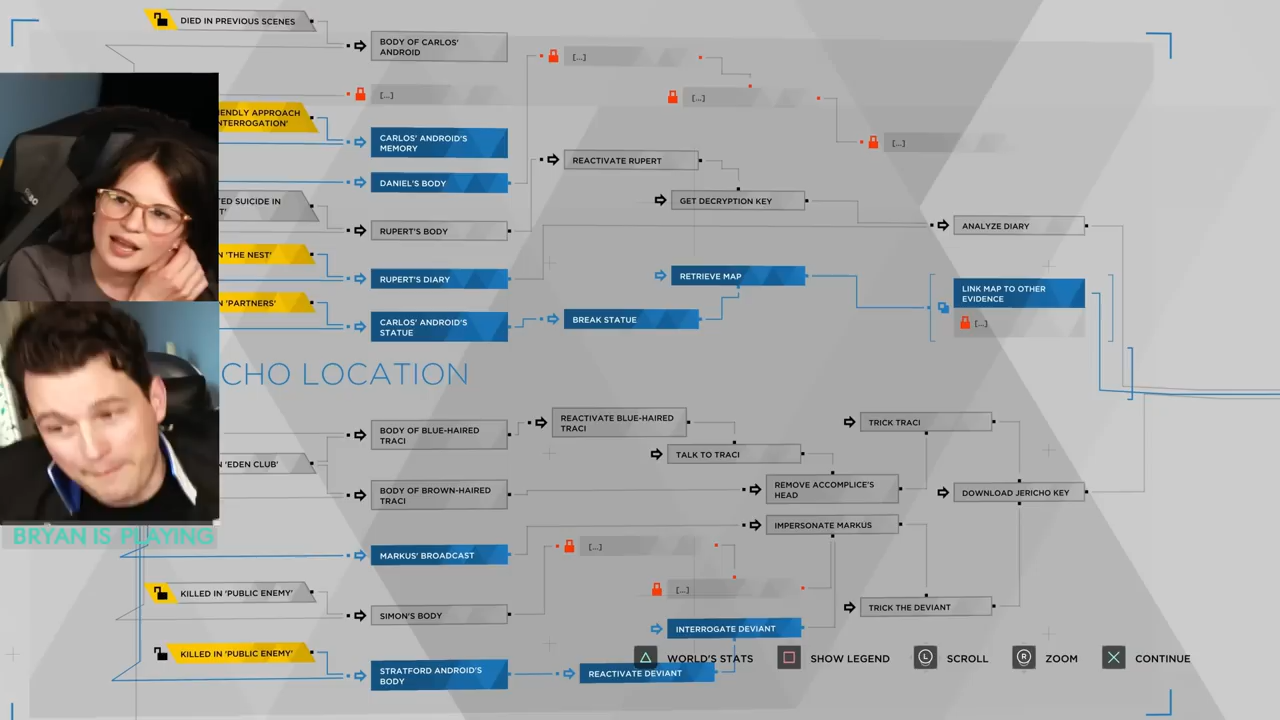 DIED IN PREVIOUS SCENES
BODY OF CARLOS'
ANDROID
[...]
[...]
[...]
[...]
IENDLY APPROACH
NTERROGATION'
CARLOS' ANDROID'S
MEMORY
DANIEL'S BODY
REACTIVATE RUPERT
GET DECRYPTION KEY
TED SUICIDE IN
T'
RUPERT'S BODY
ANALYZE DIARY
N 'THE NEST'
RUPERT'S DIARY
RETRIEVE MAP
LINK MAP TO OTHER
EVIDENCE
[...]
N 'PARTNERS'
CARLOS' ANDROID'S
STATUE
BREAK STATUE
CHO LOCATION
BODY OF BLUE-HAIRED
TRACI
REACTIVATE BLUE-HAIRED
TRACI
TRICK TRACI
TALK TO TRACI
N 'EDEN CLUB'
BODY OF BROWN-HAIRED
TRACI
REMOVE ACCOMPLICE'S
HEAD
DOWNLOAD JERICHO KEY
IMPERSONATE MARKUS
BRYAN IS PLAYING
MARKUS' BROADCAST
[...]
[...]
KILLED IN 'PUBLIC ENEMY'
SIMON'S BODY
TRICK THE DEVIANT
INTERROGATE DEVIANT
KILLED IN 'PUBLIC ENEMY'
STRATFORD ANDROID'S
BODY
REACTIVATE DEVIANT
WORLD'S STATS
SHOW LEGEND
L SCROLL
R ZOOM
CONTINUE